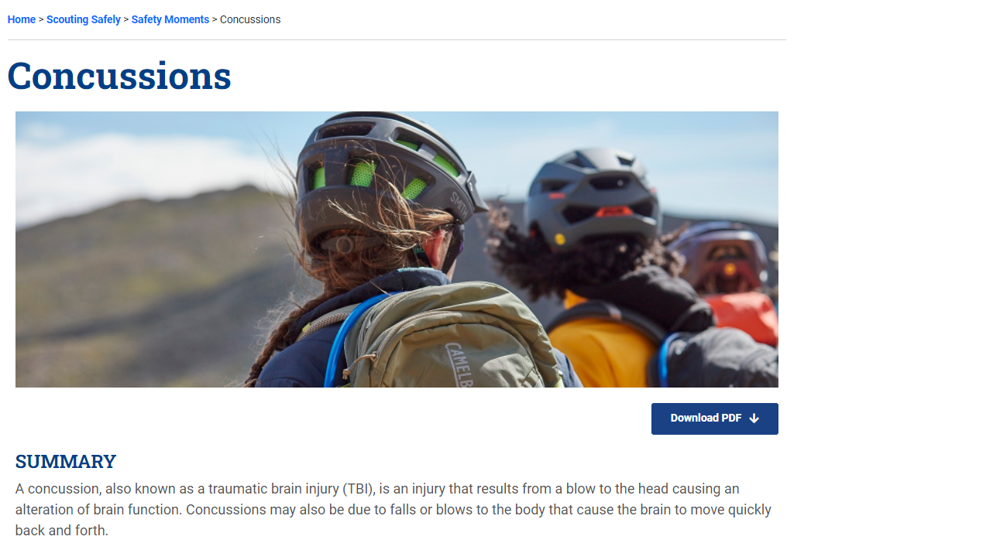 Home > Scouting Safely > Safety Moments > Concussions
Concussions
SMITH
CAMELB
Download PDF
SUMMARY
A concussion, also known as a traumatic brain injury (TBI), is an injury that results from a blow to the head causing an
alteration of brain function. Concussions may also be due to falls or blows to the body that cause the brain to move quickly
back and forth.